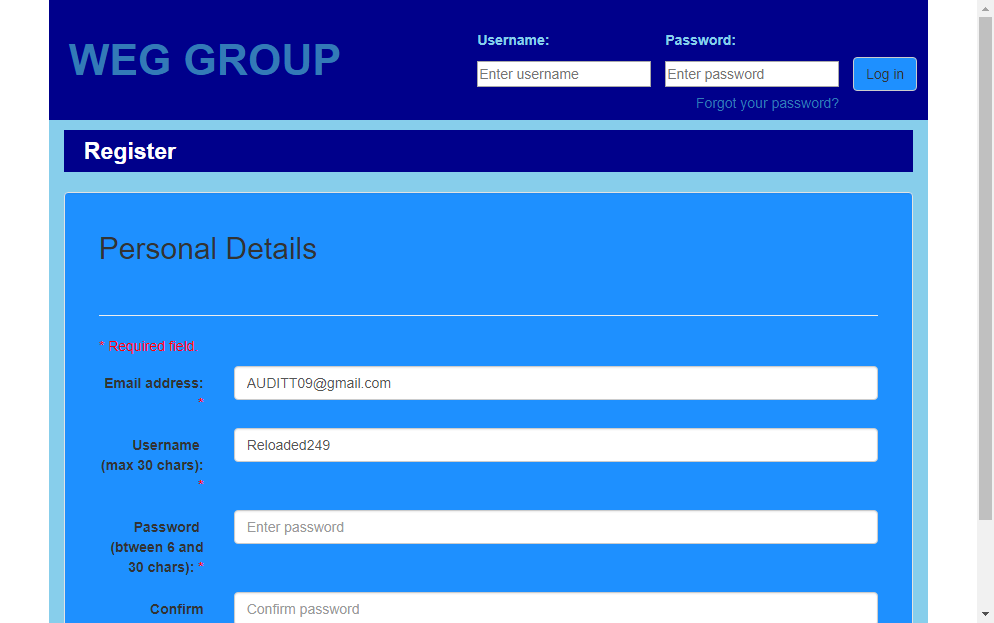 WEG GROUP
Username:
Password:
Enter username
Enter password
Log in
Forgot your password?
Register
Personal Details
* Required field.
Email address:
*
AUDITT09@gmail.com
Username
(max 30 chars):
*
Reloaded249
Password
(btween 6 and
30 chars): *
Enter password
Confirm
Confirm password